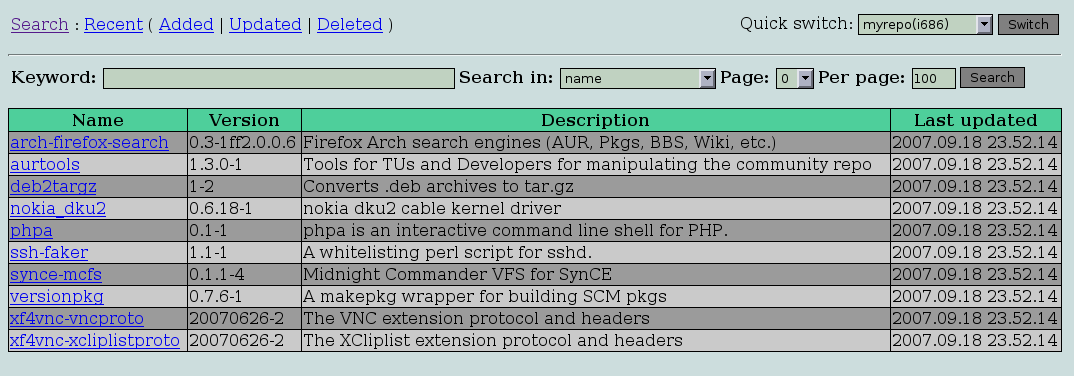 Search : Recent ( Added | Updated | Deleted ) Quick switch: myrepo(i686) Switch
Keyword: Search in: name Page: 0 Per page: 100 Search
Name Version Description Last updated
arch-firefox-search 0.3-1ff2.0.0.6 Firefox Arch search engines (AUR, Pkgs, BBS, Wiki, etc.) 2007.09.18 23.52.14
aurtools 1.3.0-1 Tools for TUs and Developers for manipulating the community repo 2007.09.18 23.52.14
deb2targz 1-2 Converts .deb archives to tar.gz 2007.09.18 23.52.14
nokia_dku2 0.6.18-1 nokia dku2 cable kernel driver 2007.09.18 23.52.14
phpa 0.1-1 phpa is an interactive command line shell for PHP. 2007.09.18 23.52.14
ssh-faker 1.1-1 A whitelisting perl script for sshd. 2007.09.18 23.52.14
synce-mcfs 0.1.1-4 Midnight Commander VFS for SynCE 2007.09.18 23.52.14
versionpkg 0.7.6-1 A makepkg wrapper for building SCM pkgs 2007.09.18 23.52.14
xf4vnc-vncproto 20070626-2 The VNC extension protocol and headers 2007.09.18 23.52.14
xf4vnc-xcliplistproto 20070626-2 The XCliplist extension protocol and headers 2007.09.18 23.52.14